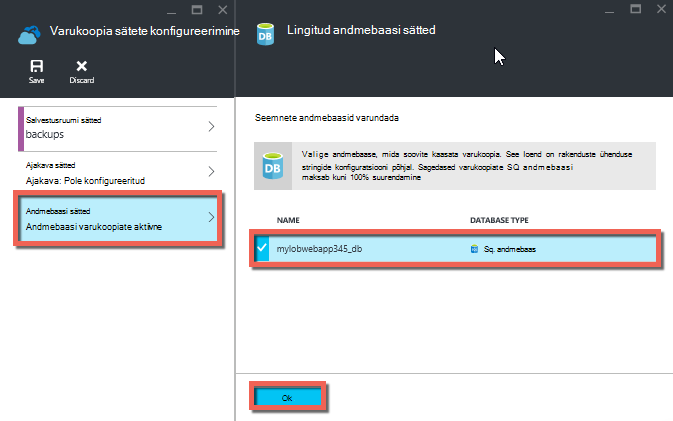 Varukoopia sätete konfigureerimine
Save
Discard
Salvestusruumi sätted
backups
Ajakava sätted
Ajakava: Pole konfigureeritud
Andmebaasi sätted
Andmebaasi varukoopiate aktiivne
Lingitud andmebaasi sätted
Seemnete andmebaasid varundada
DB
DB
Valige andmebaase, mida soovite kaasata varukoopia. See loend on rakenduste ühenduse
stringide konfiguratsiooni põhjal. Sagedased varukoopiate SQ andmebaasi
maksab kuni 100% suurendamine
NAME DATABASE TYPE
mylobwebapp345_db Sq. andmebaas
Ok